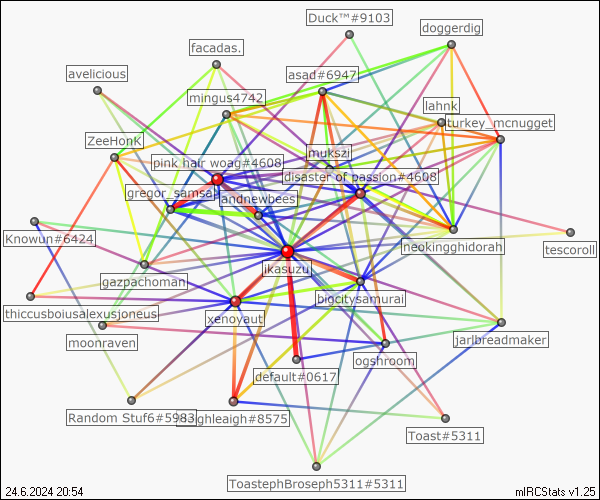 Duck™#9103
doggerdig
facadas.
avelicious
asad#6947
mingus4742
lahnk
turkey_mcnugget
ZeeHonK
mukszi
pink hair woag#4608
disaster of passion#4608
gregor_samsa
andnewbees
Knowun#6424
neokingghidorah
tescoroll
jkasuzu
gazpachoman
bigcitysamurai
thiccusboiusalexusjoneus
xenoyaut
moonraven
jarlbreadmaker
ogshroom
default#0617
Random Stuf6#5983
ighleigh#8575
Toast#5311
ToastephBroseph5311#5311
24.6.2024 20:54
mIRCStats v1.25